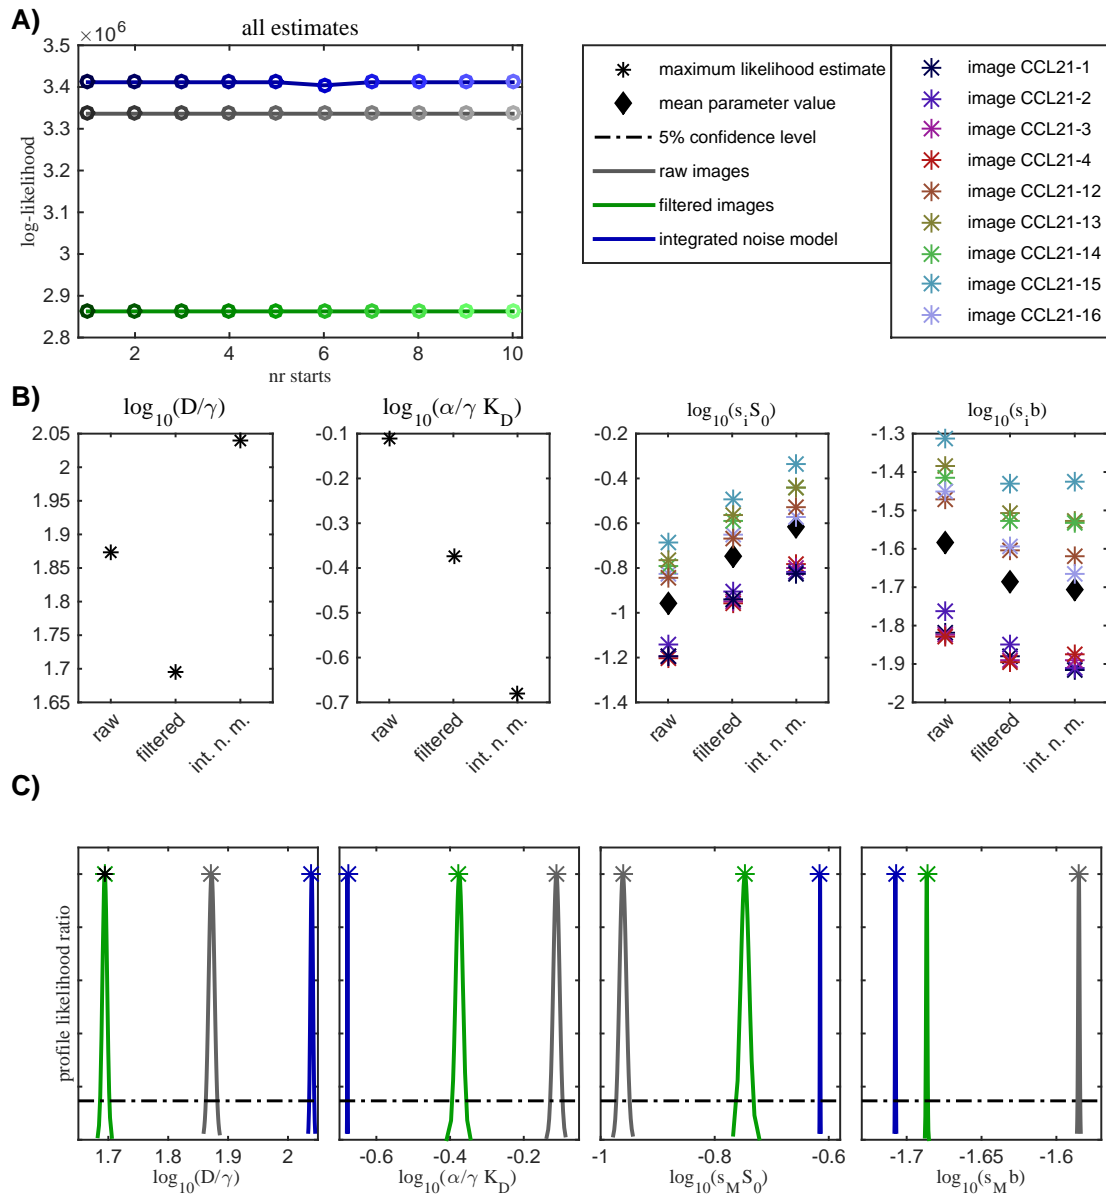 A)
all estimates
×10^6
3.5
3.4
3.3
3.2
3.1
3
2.9
2.8
log-likelihood
2
4
6
8
10
nr starts
maximum likelihood estimate
mean parameter value
5% confidence level
raw images
filtered images
integrated noise model
image CCL21-1
image CCL21-2
image CCL21-3
image CCL21-4
image CCL21-12
image CCL21-13
image CCL21-14
image CCL21-15
image CCL21-16
B)
log10(D/γ)
2.05
2
1.95
1.9
1.85
1.8
1.75
1.7
1.65
raw
filtered
int. n. m.
log10(α/γ K_D)
-0.1
-0.2
-0.3
-0.4
-0.5
-0.6
-0.7
raw
filtered
int. n. m.
log10(s_iS_0)
-0.2
-0.4
-0.6
-0.8
-1
-1.2
-1.4
raw
filtered
int. n. m.
log10(s_ib)
-1.3
-1.4
-1.5
-1.6
-1.7
-1.8
-1.9
-2
raw
filtered
int. n. m.
C)
profile likelihood ratio
1.7
1.8
1.9
2
log10(D/γ)
-0.6
-0.4
-0.2
log10(α/γ K_D)
-1
-0.8
-0.6
log10(s_MS_0)
-1.7
-1.65
-1.6
log10(s_Mb)